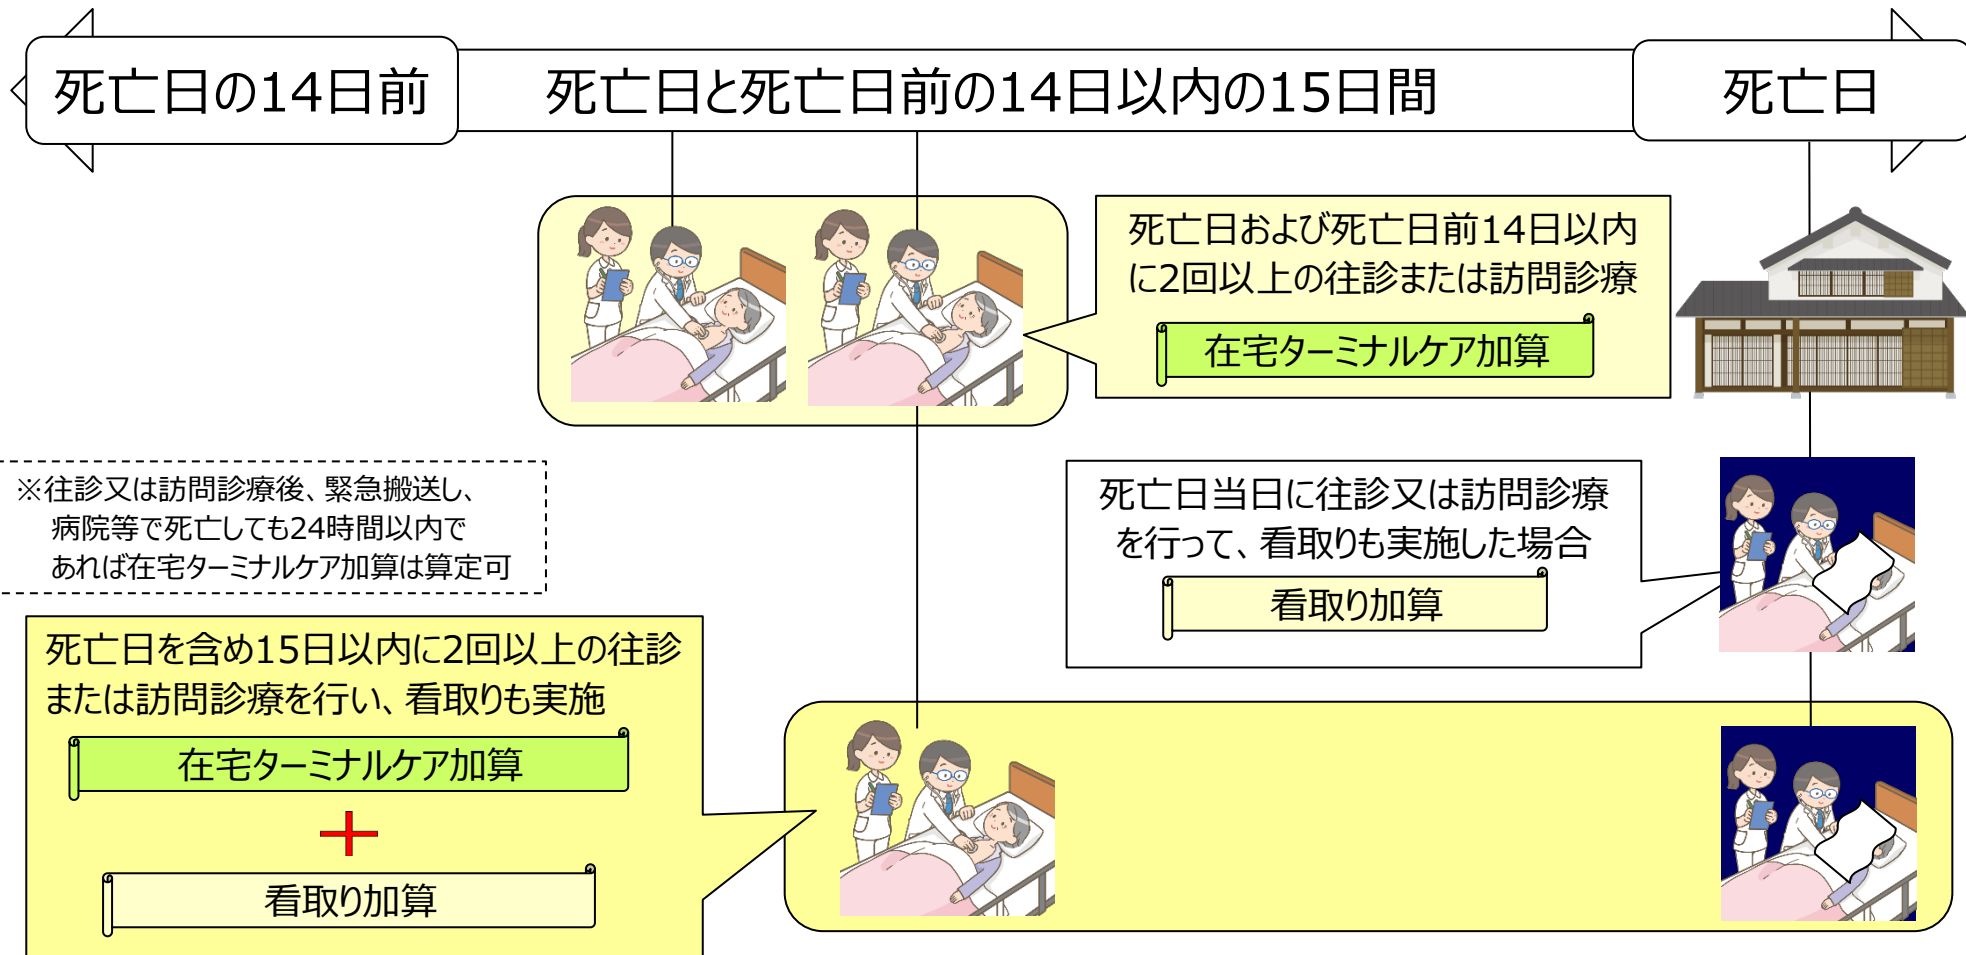 死亡日の14日前
死亡日と死亡日前の14日以内の15日間
死亡日
死亡日および死亡日前14日以内
に2回以上の往診または訪問診療
在宅ターミナルケア加算
※往診又は訪問診療後、緊急搬送し、
病院等で死亡しても24時間以内で
あれば在宅ターミナルケア加算は算定可
死亡日当日に往診又は訪問診療
を行って、看取りも実施した場合
看取り加算
死亡日を含め15日以内に2回以上の往診
または訪問診療を行い、看取りも実施
在宅ターミナルケア加算
+
看取り加算